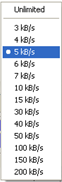 Unlimited
3 kB/s
4 kB/s
5 kB/s
6 kB/s
7 kB/s
10 kB/s
15 kB/s
30 kB/s
40 kB/s
50 kB/s
100 kB/s
150 kB/s
200 kB/s